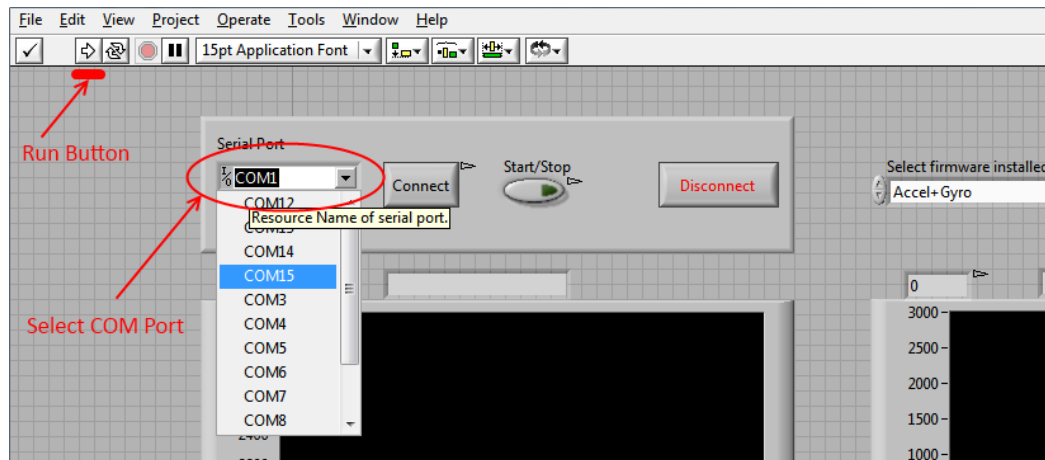 File Edit View Project Operate Tools Window Help
15pt Application Font
Run Button
Serial Port
COM1
Connect
Start/Stop
Disconnect
Select firmware installed
Accel+Gyro
COM12
Resource Name of serial port.
COM14
COM15
COM3
COM4
COM5
COM6
COM7
COM8
Select COM Port
0
3000
2500
2000
1500
1000